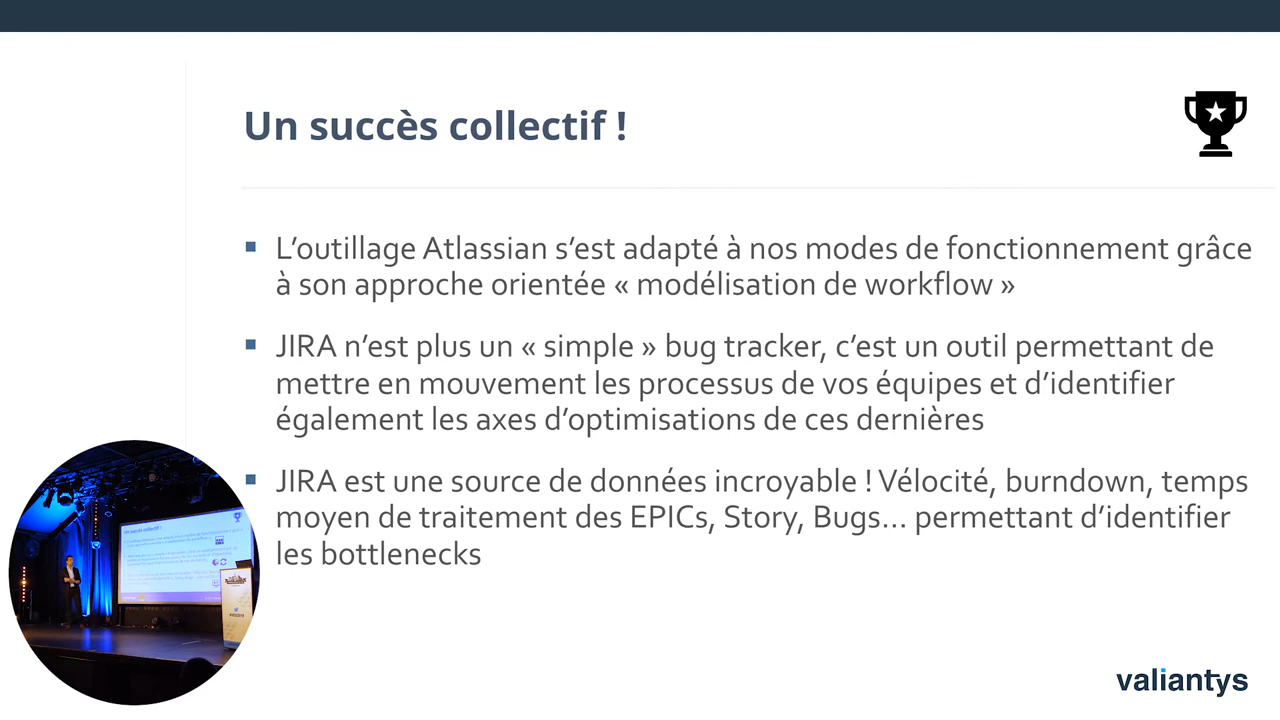 Un succès collectif !
L’outillage Atlassian s’est adapté à nos modes de fonctionnement grâce
à son approche orientée « modélisation de workflow »
JIRA n’est plus un « simple » bug tracker, c’est un outil permettant de
mettre en mouvement les processus de vos équipes et d’identifier
également les axes d’optimisations de ces dernières
JIRA est une source de données incroyable ! Vélocité, burndown, temps
moyen de traitement des EPICs, Story, Bugs... permettant d’identifier
les bottlenecks
valiantys